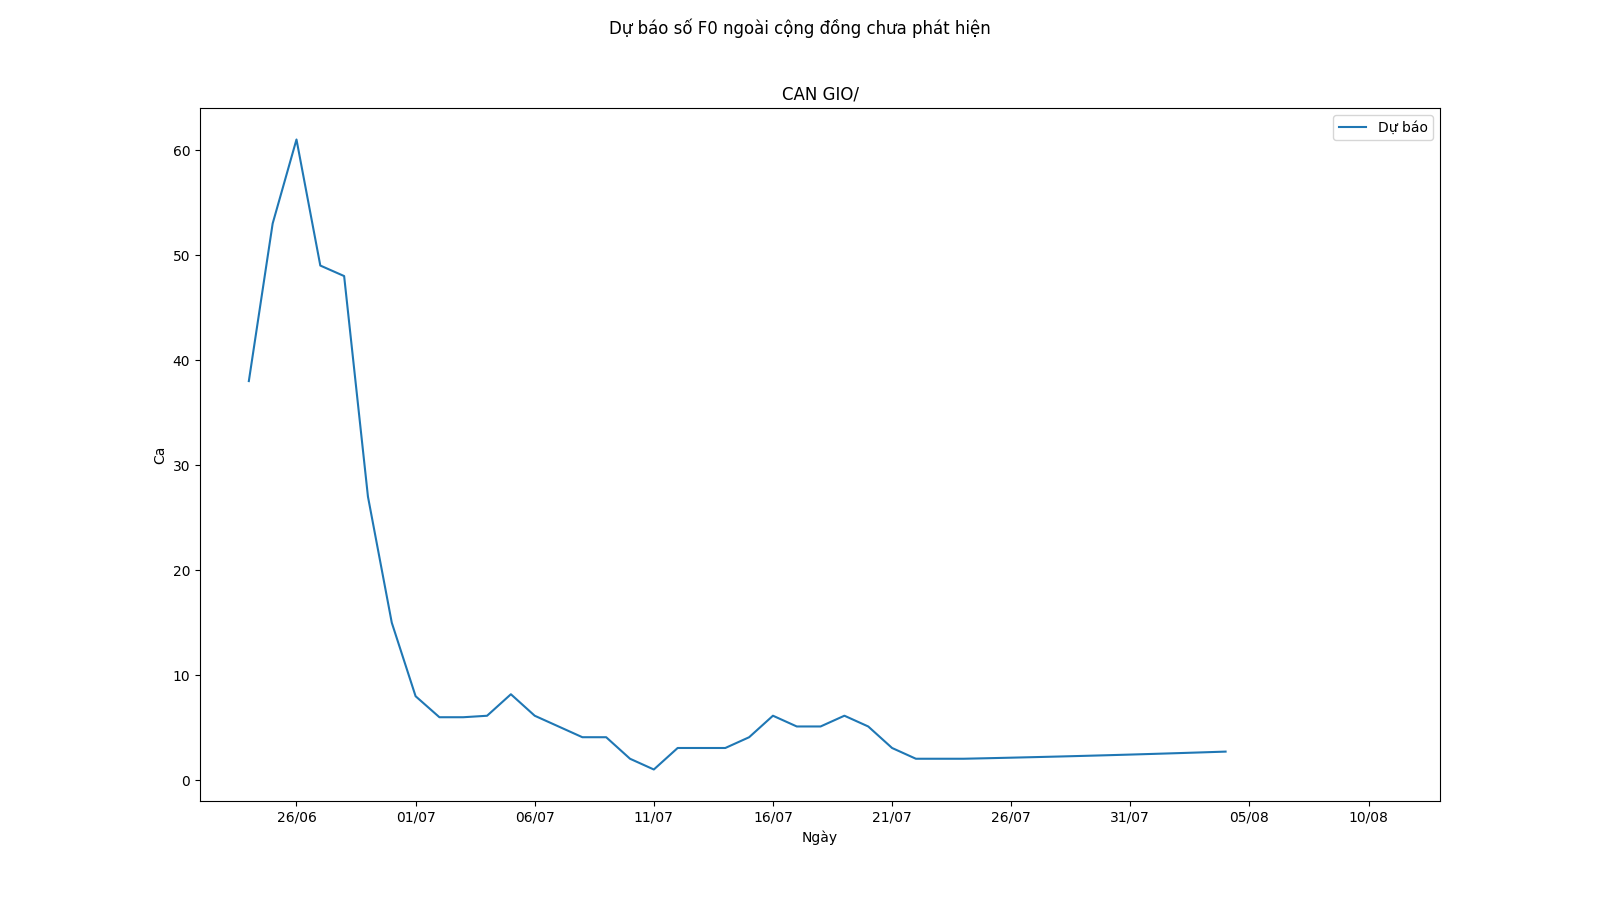 Dự báo số F0 ngoài cộng đồng chưa phát hiện
CAN GIO/
Dự báo
60
50
40
30
20
10
0
Ca
26/06 01/07 06/07 11/07 16/07 21/07 26/07 31/07 05/08 10/08
Ngày